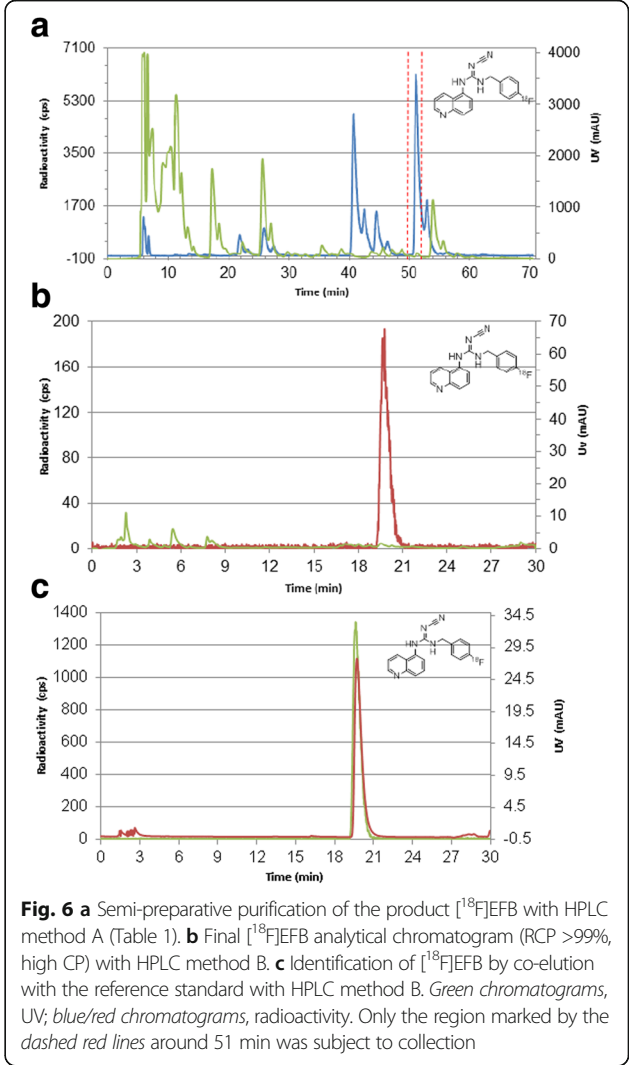 a
7100
5300
3500
1700
-100
Radioactivity (cps)
4000
3000
2000
1000
0
UV (mAU)
0 10 20 30 40 50 60 70
Time (min)
N
N
HN
N
H
N
18F
b
200
160
120
80
40
0
Radioactivity (cps)
70
60
50
40
30
20
10
0
Uv (mAU)
0 3 6 9 12 15 18 21 24 27 30
Time (min)
N
N
HN
N
H
N
18F
c
1400
1200
1000
800
600
400
200
0
Radioactivity (cps)
34.5
29.5
24.5
19.5
14.5
9.5
4.5
-0.5
UV (mAU)
0 3 6 9 12 15 18 21 24 27 30
Time (min)
N
N
HN
N
H
N
18F
Fig. 6 a Semi-preparative purification of the product [18F]EFB with HPLC
method A (Table 1). b Final [18F]EFB analytical chromatogram (RCP >99%,
high CP) with HPLC method B. c Identification of [18F]EFB by co-elution
with the reference standard with HPLC method B. Green chromatograms,
UV; blue/red chromatograms, radioactivity. Only the region marked by the
dashed red lines around 51 min was subject to collection